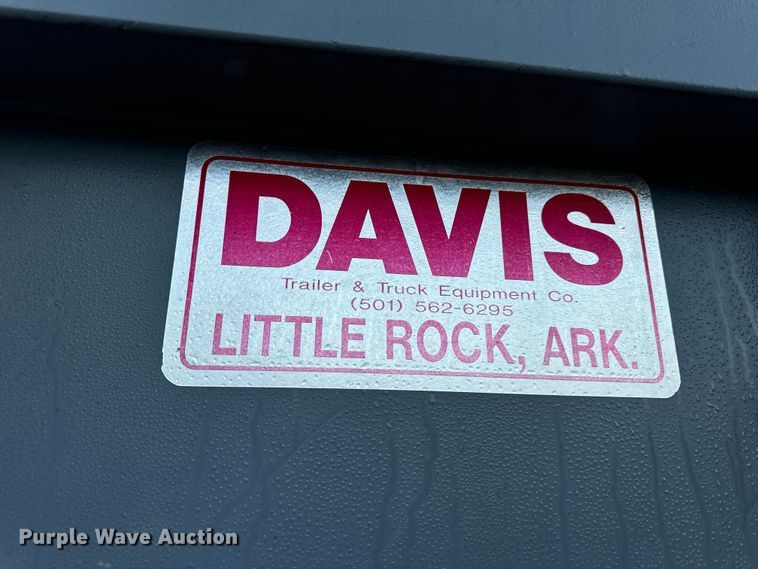 DAVIS
Trailer & Truck Equipment Co.
(501) 562-6295
LITTLE ROCK, ARK.
Purple Wave Auction